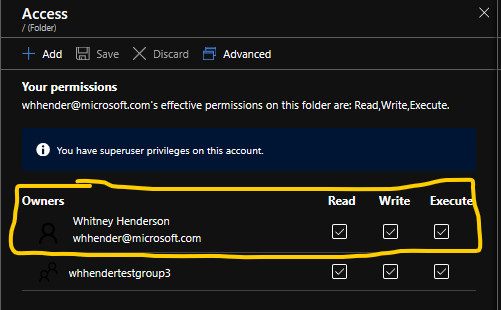 Access
/ (Folder)
Add Save Discard Advanced
Your permissions
whhender@microsoft.com's effective permissions on this folder are: Read,Write,Execute.
You have superuser privileges on this account.
Owners Read Write Execute
Whitney Henderson
whhender@microsoft.com
whhendertestgroup3